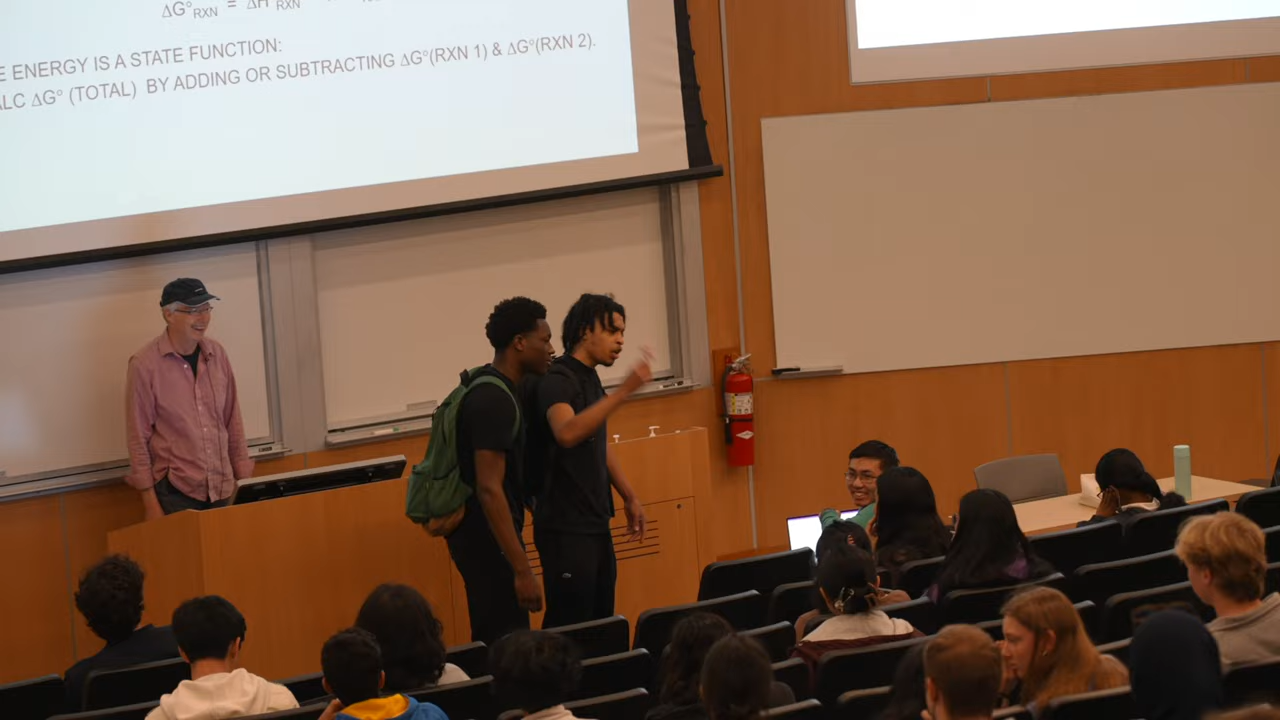 ΔG°RXN = ΔH°RXN
E ENERGY IS A STATE FUNCTION:
ALC ΔG° (TOTAL) BY ADDING OR SUBTRACTING ΔG°(RXN 1) & ΔG°(RXN 2).